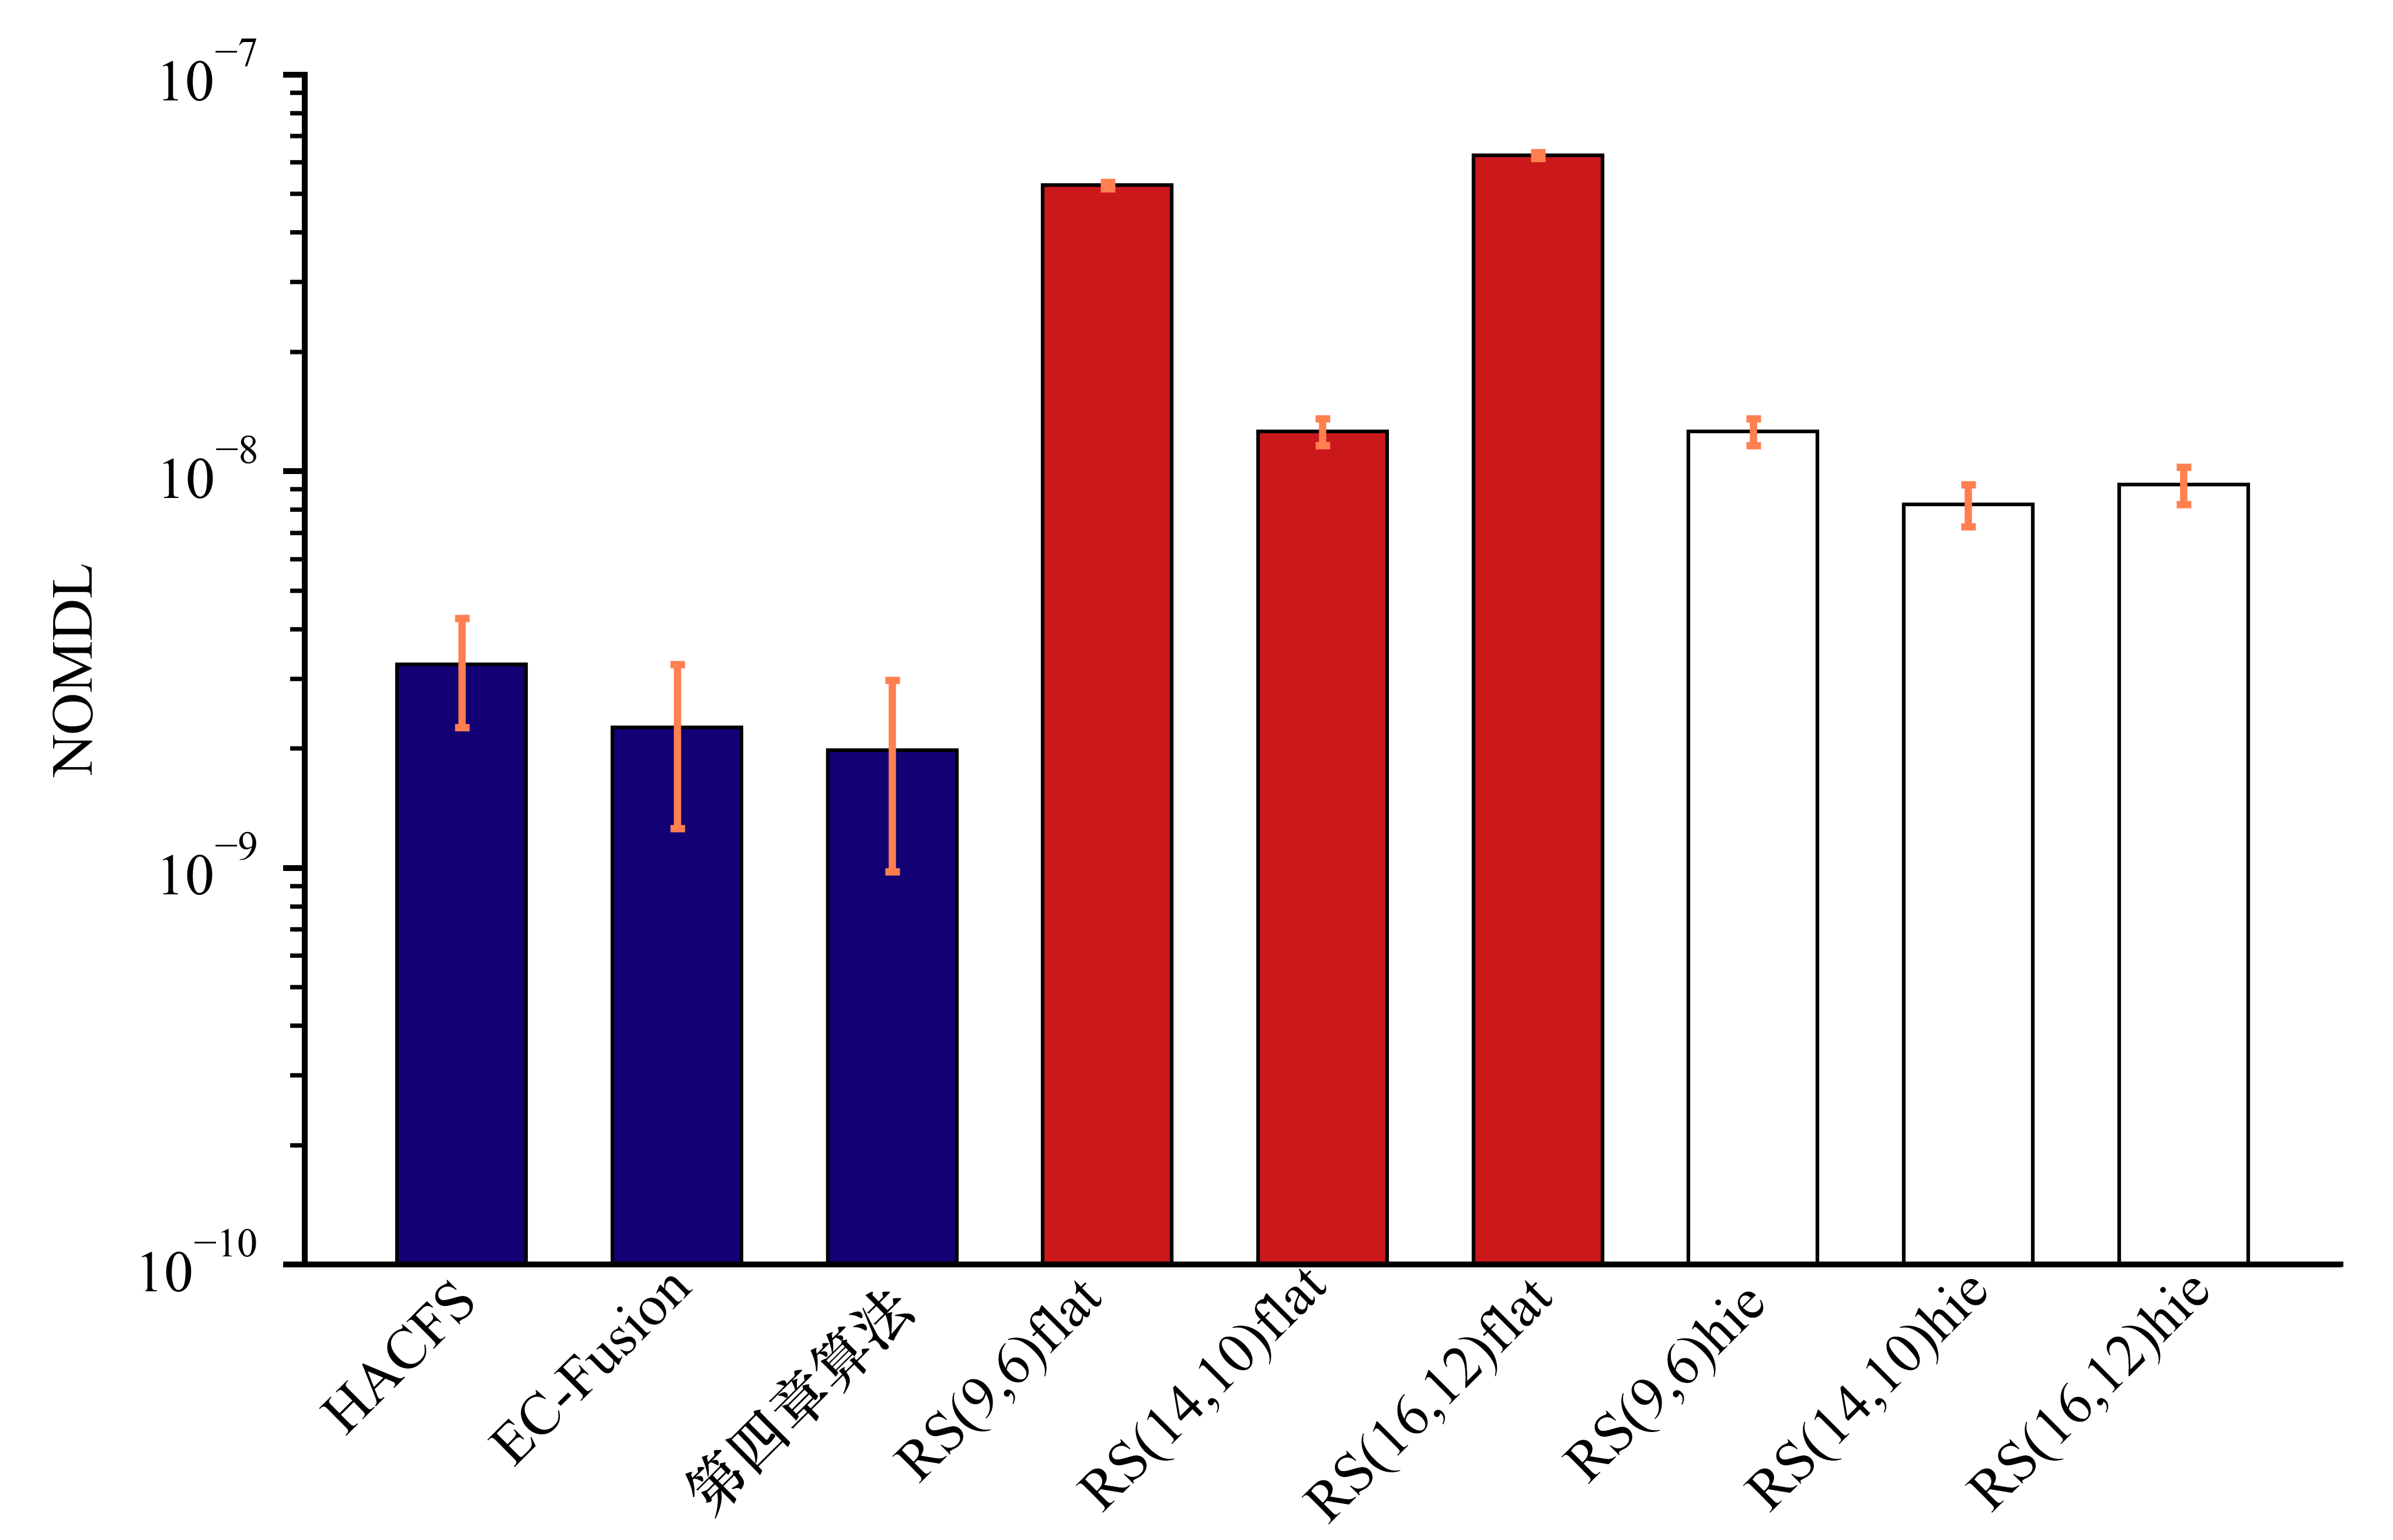 10−7
10−8
10−9
10−10
NOMDL
HACFS
EC-Fusion
第四章算法
RS(9,6)flat
RS(14,10)flat
RS(16,12)flat
RS(9,6)hie
RS(14,10)hie
RS(16,12)hie